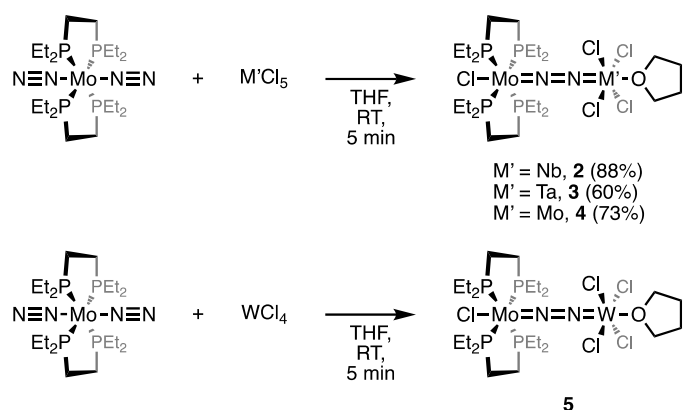 Et₂P PEt₂ Et₂P PEt₂ Cl Cl
N≡N–Mo–N≡N + M'Cl₅ Cl–Mo=N–N=M'–O
Et₂P PEt₂ THF, Et₂P PEt₂ Cl Cl
RT,
5 min
M' = Nb, 2 (88%)
M' = Ta, 3 (60%)
M' = Mo, 4 (73%)
Et₂P PEt₂ Et₂P PEt₂ Cl Cl
N≡N–Mo–N≡N + WCl₄ Cl–Mo=N–N=W–O
Et₂P PEt₂ THF, Et₂P PEt₂ Cl Cl
RT,
5 min
5